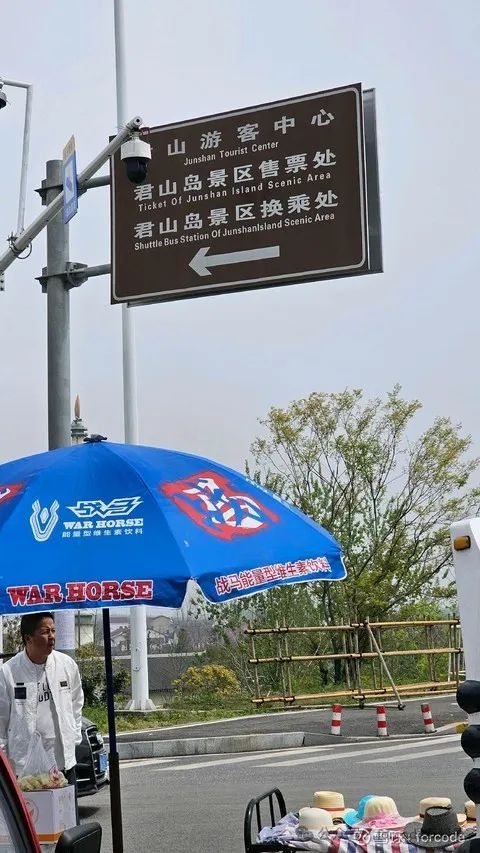 山游客中心
Junshan Tourist Center
君山岛景区售票处
Ticket Of Junshan Island Scenic Area
君山岛景区换乘处
Shuttle Bus Station Of JunshanIsland Scenic Area
战马
WAR HORSE
能量型维生素饮料
WAR HORSE
战马能量型维生素饮料
forcode